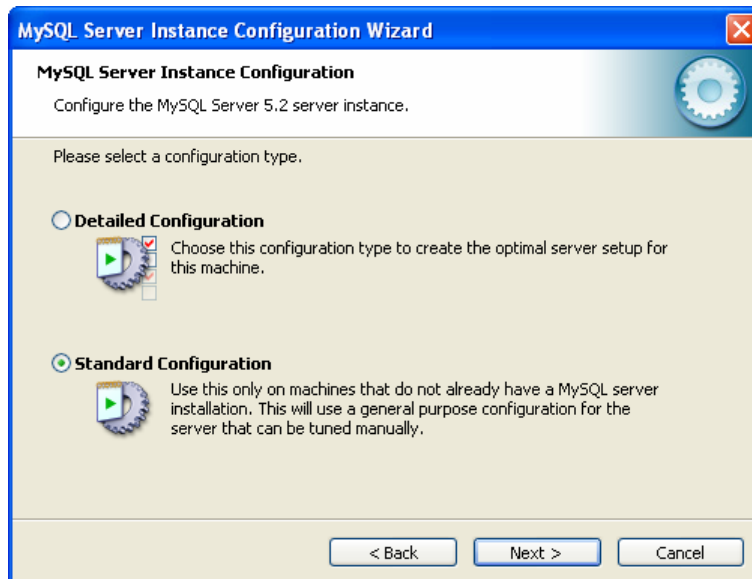 MySQL Server Instance Configuration Wizard
MySQL Server Instance Configuration
Configure the MySQL Server 5.2 server instance.
Please select a configuration type.
Detailed Configuration
Choose this configuration type to create the optimal server setup for
this machine.
Standard Configuration
Use this only on machines that do not already have a MySQL server
installation. This will use a general purpose configuration for the
server that can be tuned manually.
< Back Next > Cancel